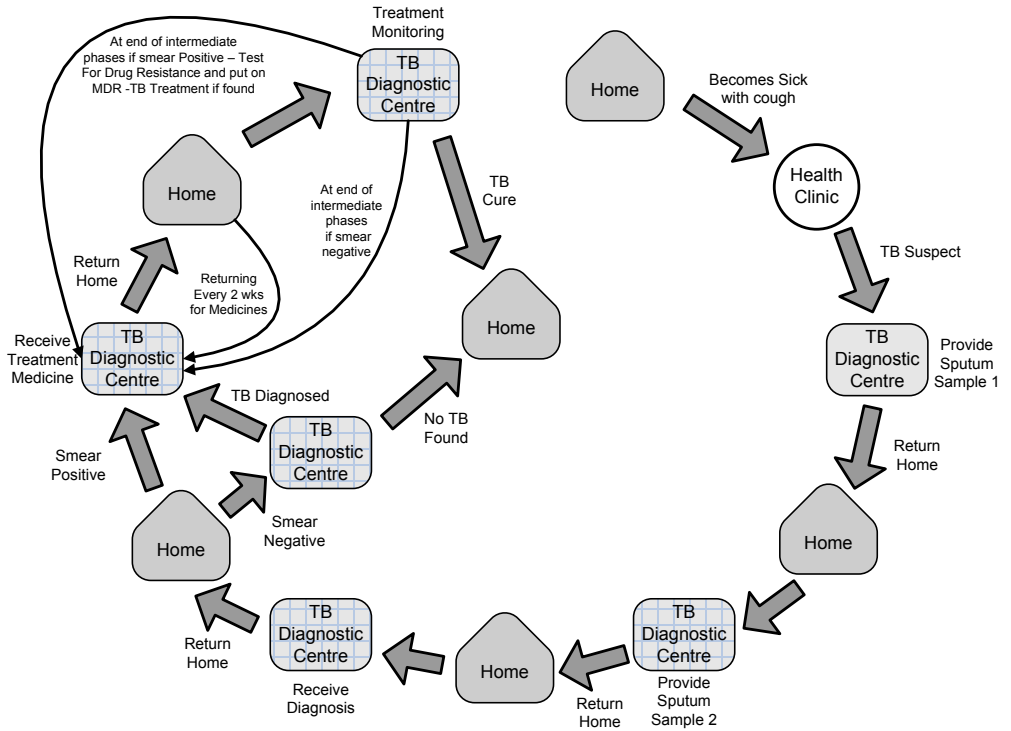 Home
Becomes Sick
with cough
Health
Clinic
TB Suspect
TB
Diagnostic
Centre
Provide
Sputum
Sample 1
Return
Home
Home
TB
Diagnostic
Centre
Provide
Sputum
Sample 2
Return
Home
Home
TB
Diagnostic
Centre
Receive
Diagnosis
Return
Home
Home
Smear
Negative
TB
Diagnostic
Centre
No TB
Found
TB Diagnosed
Smear
Positive
Receive
Treatment
Medicine
TB
Diagnostic
Centre
Return
Home
Home
Returning
Every 2 wks
for Medicines
Treatment
Monitoring
TB
Diagnostic
Centre
At end of intermediate
phases if smear Positive – Test
For Drug Resistance and put on
MDR -TB Treatment if found
At end of
intermediate
phases
if smear
negative
TB
Cure
Home